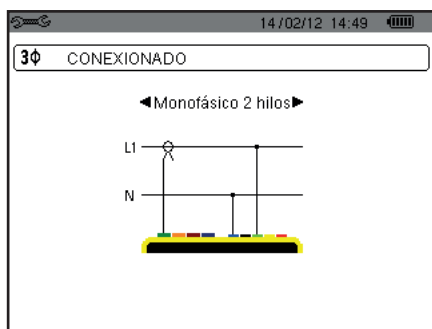 14/02/12 14:49
3Φ CONEXIONADO
◄Monofásico 2 hilos►
L1
N